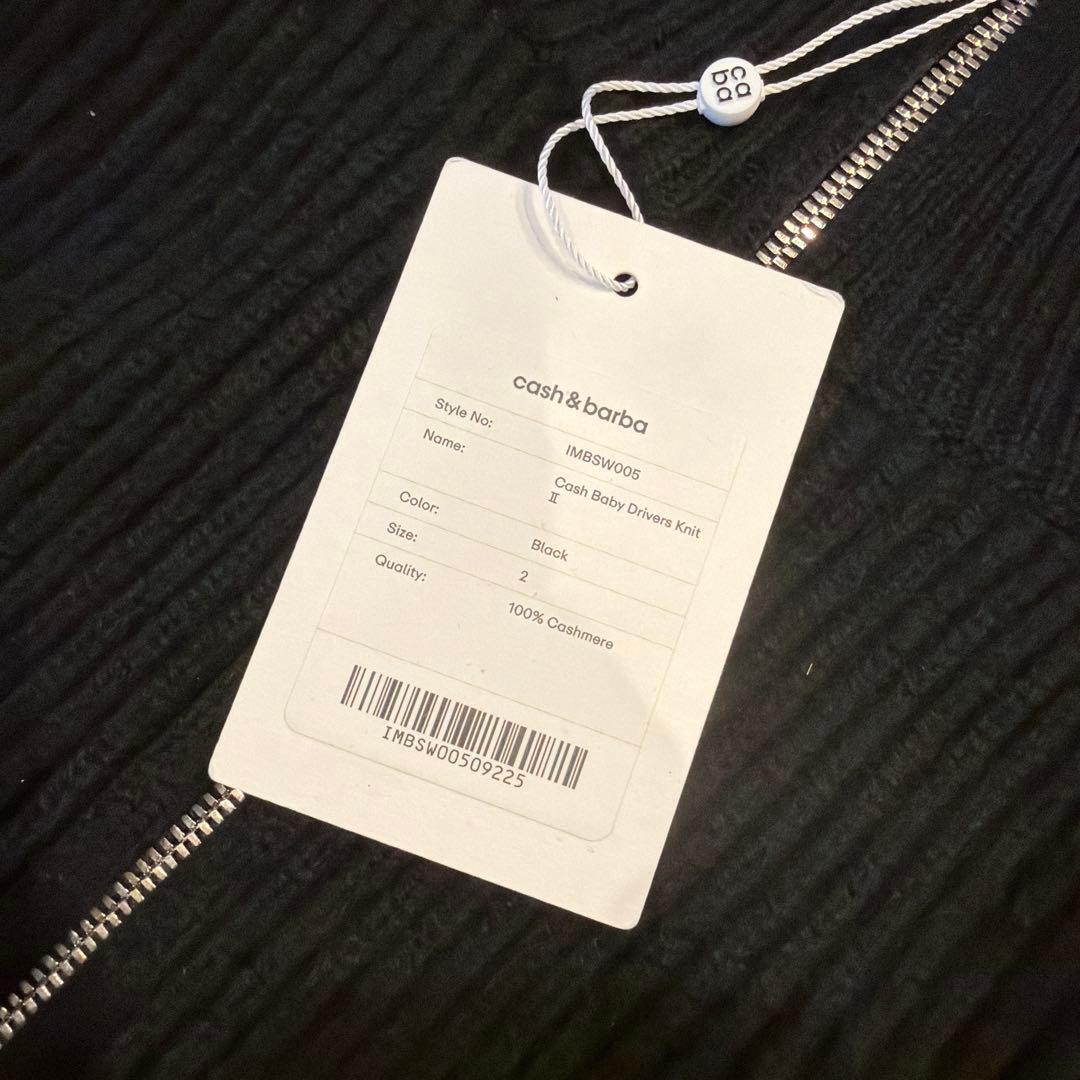 ca
ba
cash&barba
Style No: IMBSW005
Name: Cash Baby Drivers Knit
Ⅱ
Color: Black
Size: 2
Quality: 100% Cashmere
IMBSW00509225